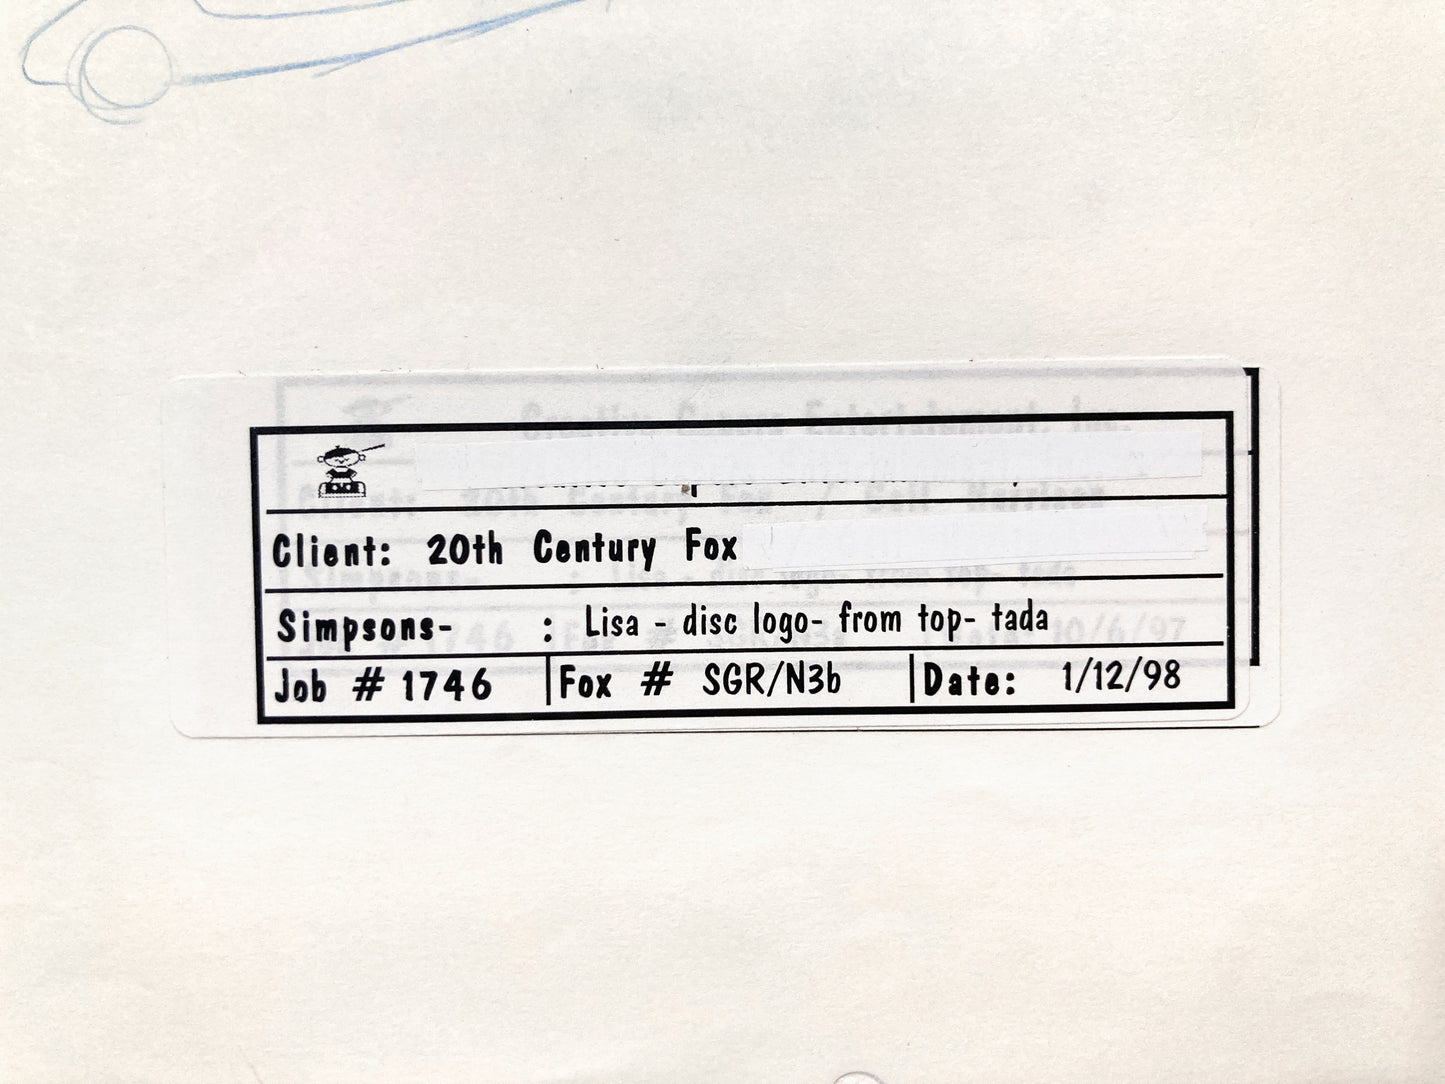 Client: 20th Century Fox
Simpsons- : Lisa - disc logo- from top- tada
Job # 1746 Fox # SGR/N3b Date: 1/12/98